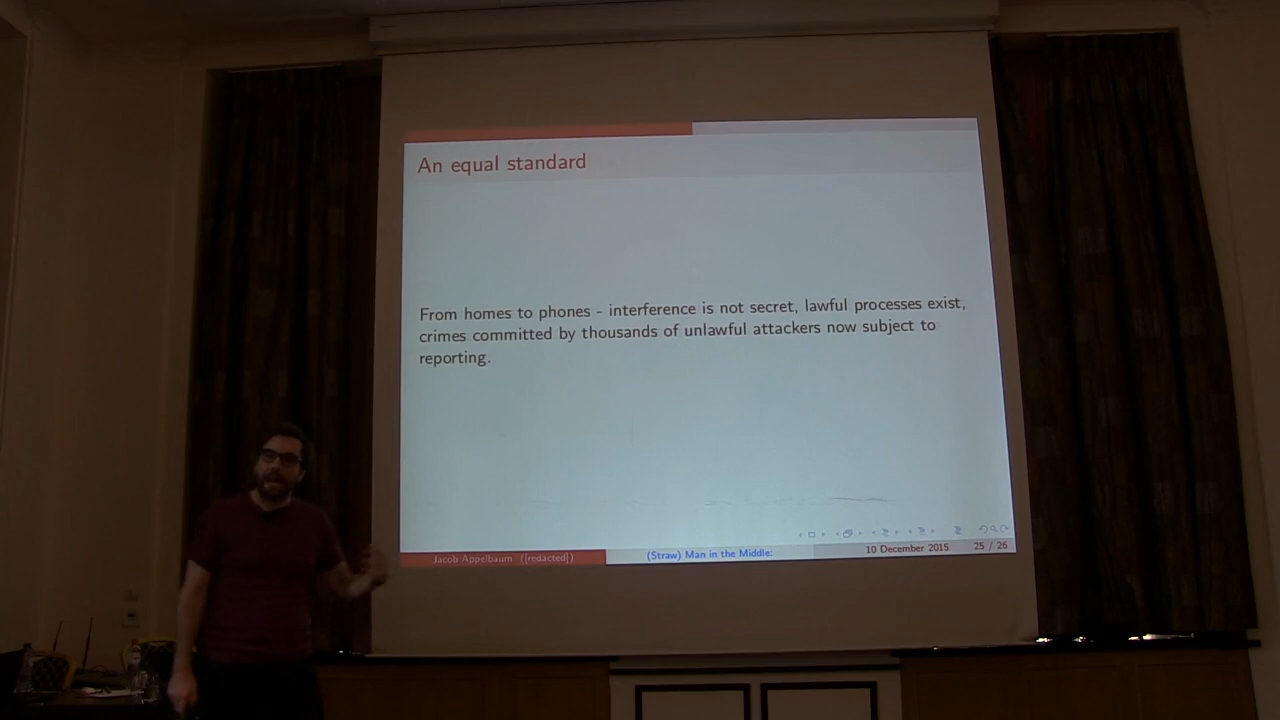 An equal standard
From homes to phones - interference is not secret, lawful processes exist,
crimes committed by thousands of unlawful attackers now subject to
reporting.
Jacob Appelbaum ([redacted])
(Straw) Man in the Middle:
10 December 2015
25 / 26